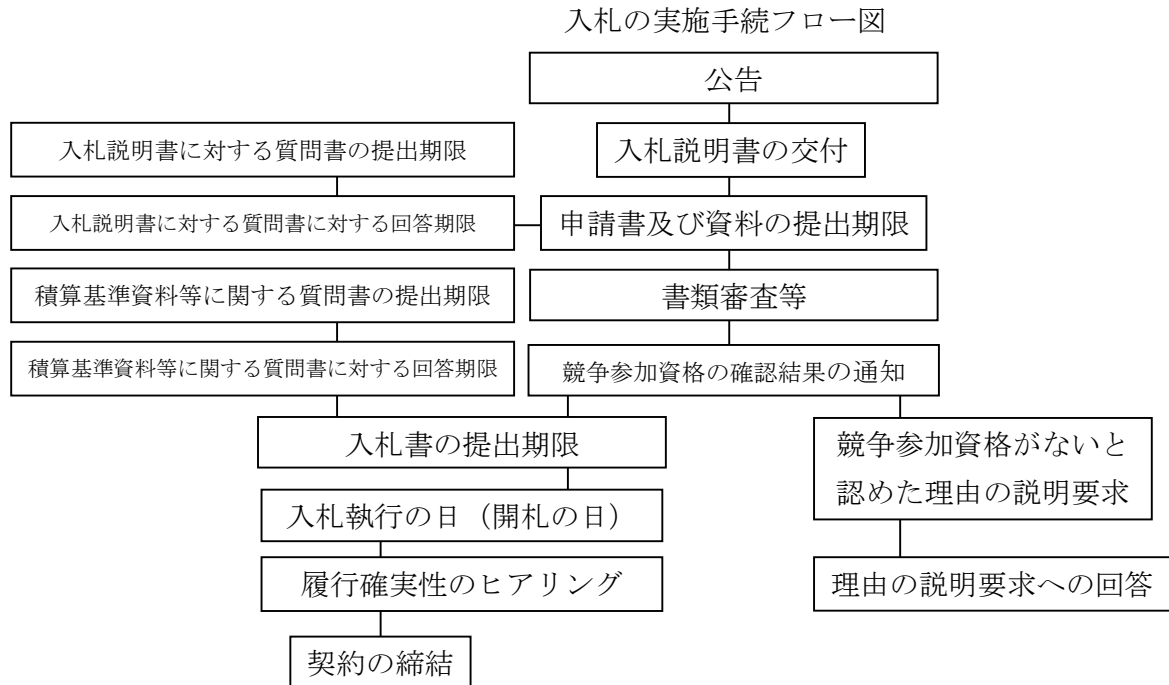 入札の実施手続フロー図
公告
入札説明書に対する質問書の提出期限
入札説明書の交付
入札説明書に対する質問書に対する回答期限
申請書及び資料の提出期限
積算基準資料等に関する質問書の提出期限
書類審査等
積算基準資料等に関する質問書に対する回答期限
競争参加資格の確認結果の通知
入札書の提出期限
競争参加資格がないと
認めた理由の説明要求
入札執行の日（開札の日）
履行確実性のヒアリング
理由の説明要求への回答
契約の締結